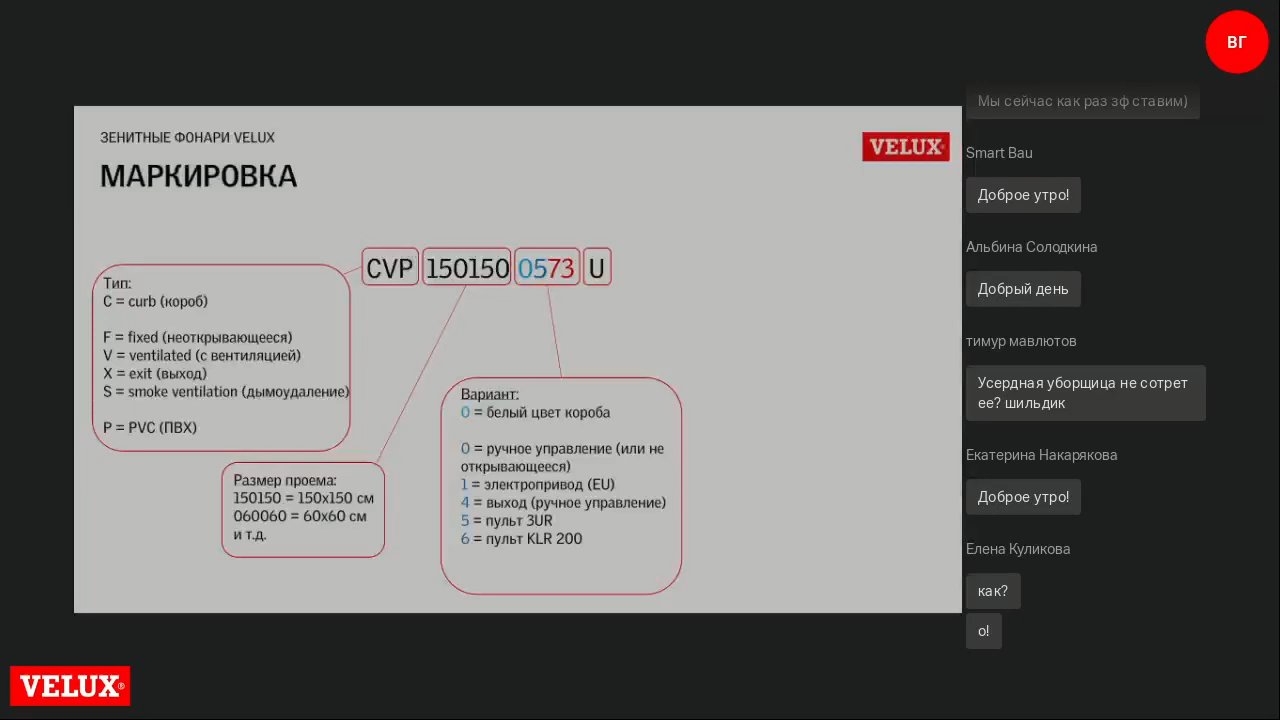 ВГ
ЗЕНИТНЫЕ ФОНАРИ VELUX
МАРКИРОВКА
VELUX®
CVP 150150 0573 U
Тип:
C = curb (короб)
F = fixed (неоткрывающееся)
V = ventilated (с вентиляцией)
X = exit (выход)
S = smoke ventilation (дымоудаление)
P = PVC (ПВХ)
Размер проема:
150150 = 150х150 см
060060 = 60х60 см
и т.д.
Вариант:
0 = белый цвет короба
0 = ручное управление (или не
открывающееся)
1 = электропривод (EU)
4 = выход (ручное управление)
5 = пульт 3UR
6 = пульт KLR 200
Мы сейчас как раз зф ставим)
Smart Bau
Доброе утро!
Альбина Солодкина
Добрый день
тимур мавлютов
Усердная уборщица не сотрет
ее? шильдик
Екатерина Накарякова
Доброе утро!
Елена Куликова
как?
о!
VELUX®